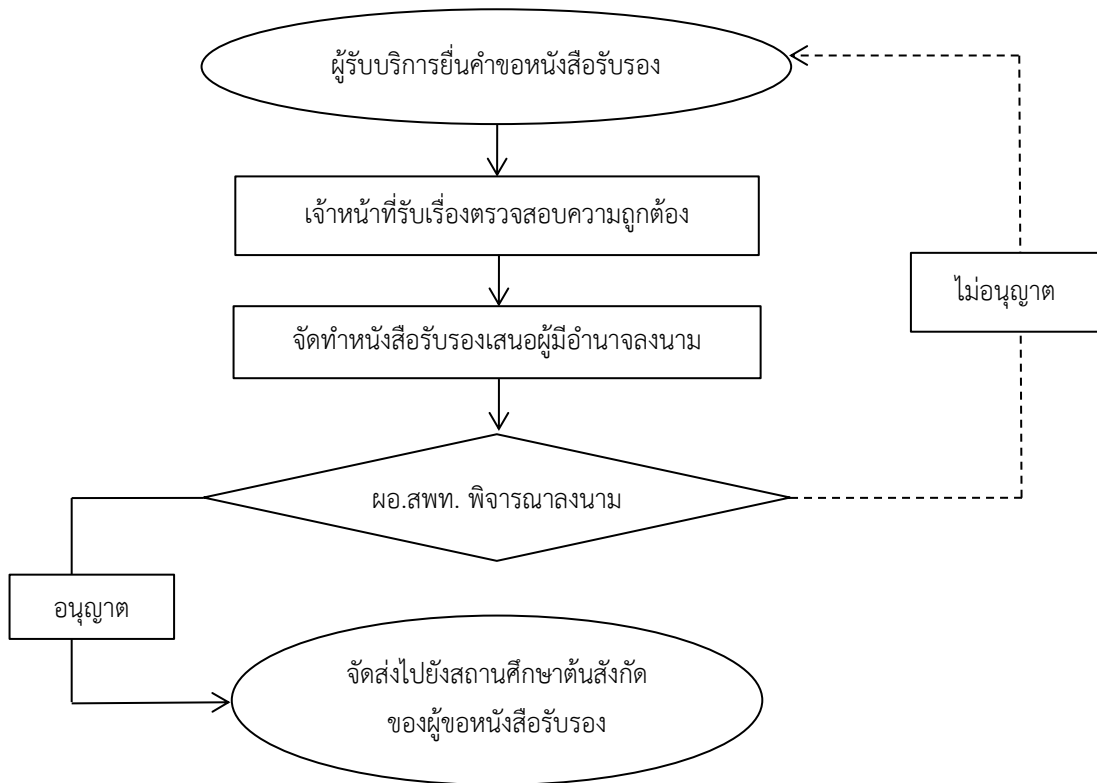 ผู้รับบริการยื่นคำขอหนังสือรับรอง
เจ้าหน้าที่รับเรื่องตรวจสอบความถูกต้อง
ไม่อนุญาต
จัดทำหนังสือรับรองเสนอผู้มีอำนาจลงนาม
ผอ.สพท. พิจารณาลงนาม
อนุญาต
จัดส่งไปยังสถานศึกษาต้นสังกัด
ของผู้ขอหนังสือรับรอง